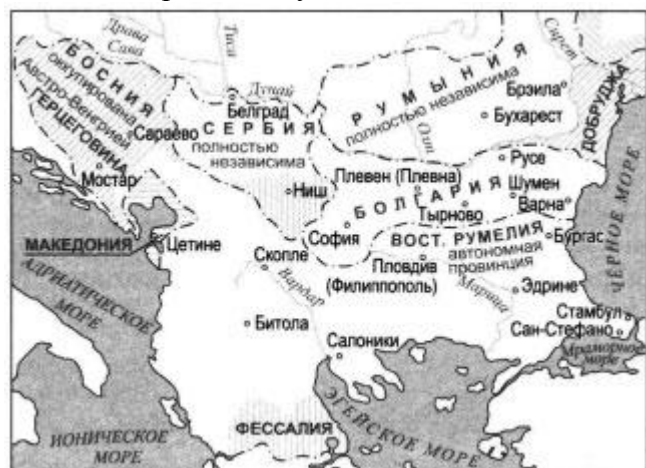 Драва
Сава
Тиса
Сирет
БОСНИЯ
оккупирована
Австро-Венгрией
ГЕРЦЕГОВИНА
Сараево
Мостар
Дунай
Белград
СЕРБИЯ
полностью
независима
Ниш
РУМЫНИЯ
полностью независима
Брэила
Бухарест
Олт
ДОБРУДЖА
Русе
Плевен (Плевна)
Шумен
БОЛГАРИЯ
Тырново
Варна
София
ВОСТ. РУМЕЛИЯ
автономная
провинция
Бургас
ЧЁРНОЕ МОРЕ
МАКЕДОНИЯ
Цетине
Скопле
Вардар
Пловдив
(Филиппополь)
Марица
Эдрине
АДРИАТИЧЕСКОЕ
МОРЕ
Битола
Салоники
Стамбул
Сан-Стефано
Мраморное
море
ФЕССАЛИЯ
ЭГЕЙСКОЕ МОРЕ
ИОНИЧЕСКОЕ
МОРЕ